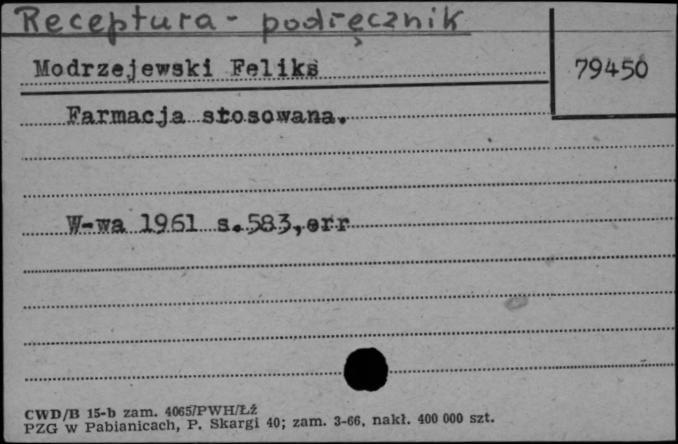 Receptura - podręcznik
Modrzejewski Feliks
79450
Farmacja stosowana.
W-wa 1961 s.583,err
CWD/B 15-b zam. 4065/PWH/Łż
PZG w Pabianicach, P. Skargi 40; zam. 3-66, nakł. 400 000 szt.